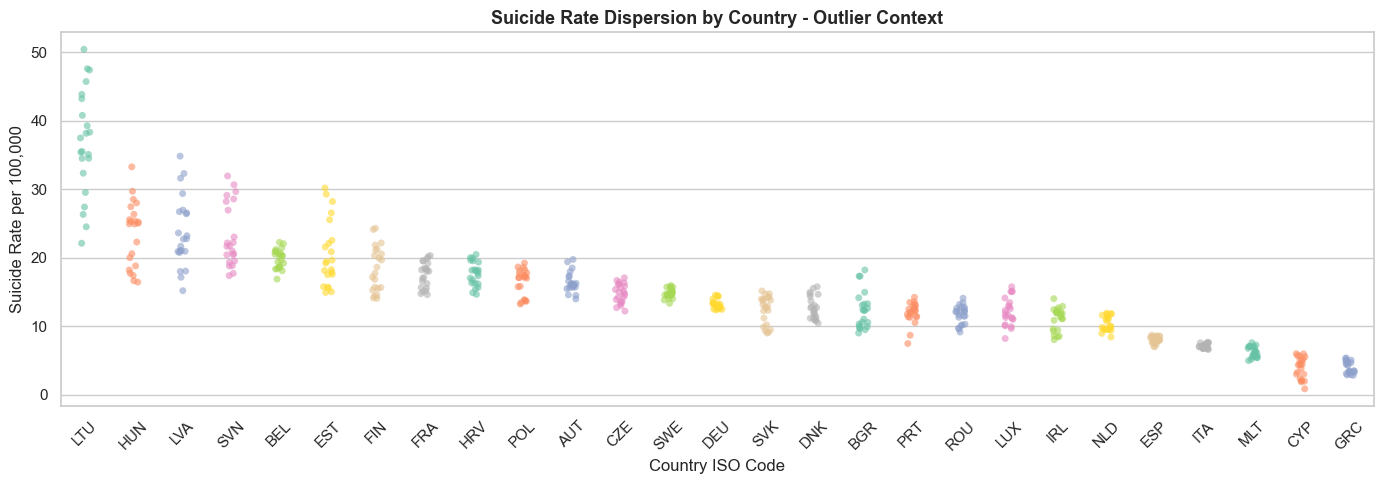 Suicide Rate Dispersion by Country - Outlier Context
Suicide Rate per 100,000
50
40
30
20
10
0
LTU
HUN
LVA
SVN
BEL
EST
FIN
FRA
HRV
POL
AUT
CZE
SWE
DEU
SVK
DNK
BGR
PRT
ROU
LUX
IRL
NLD
ESP
ITA
MLT
CYP
GRC
Country ISO Code